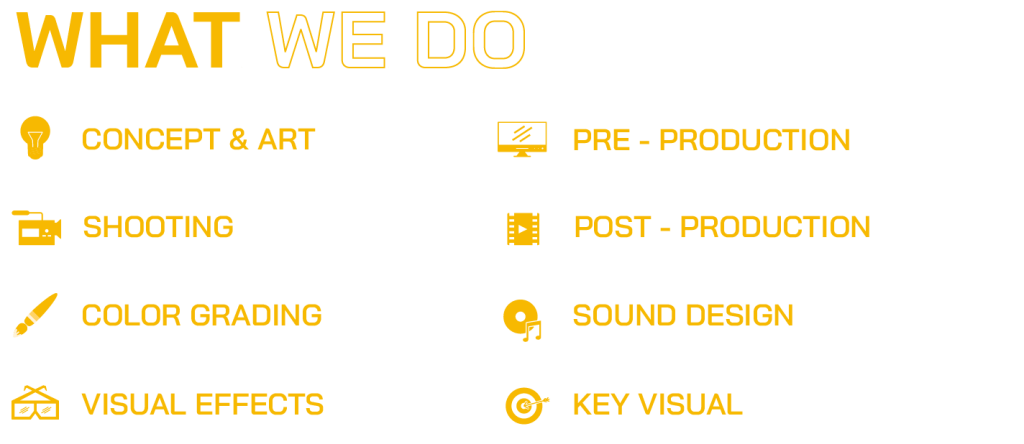 WHAT WE DO
CONCEPT & ART
PRE - PRODUCTION
SHOOTING
POST - PRODUCTION
COLOR GRADING
SOUND DESIGN
VISUAL EFFECTS
KEY VISUAL